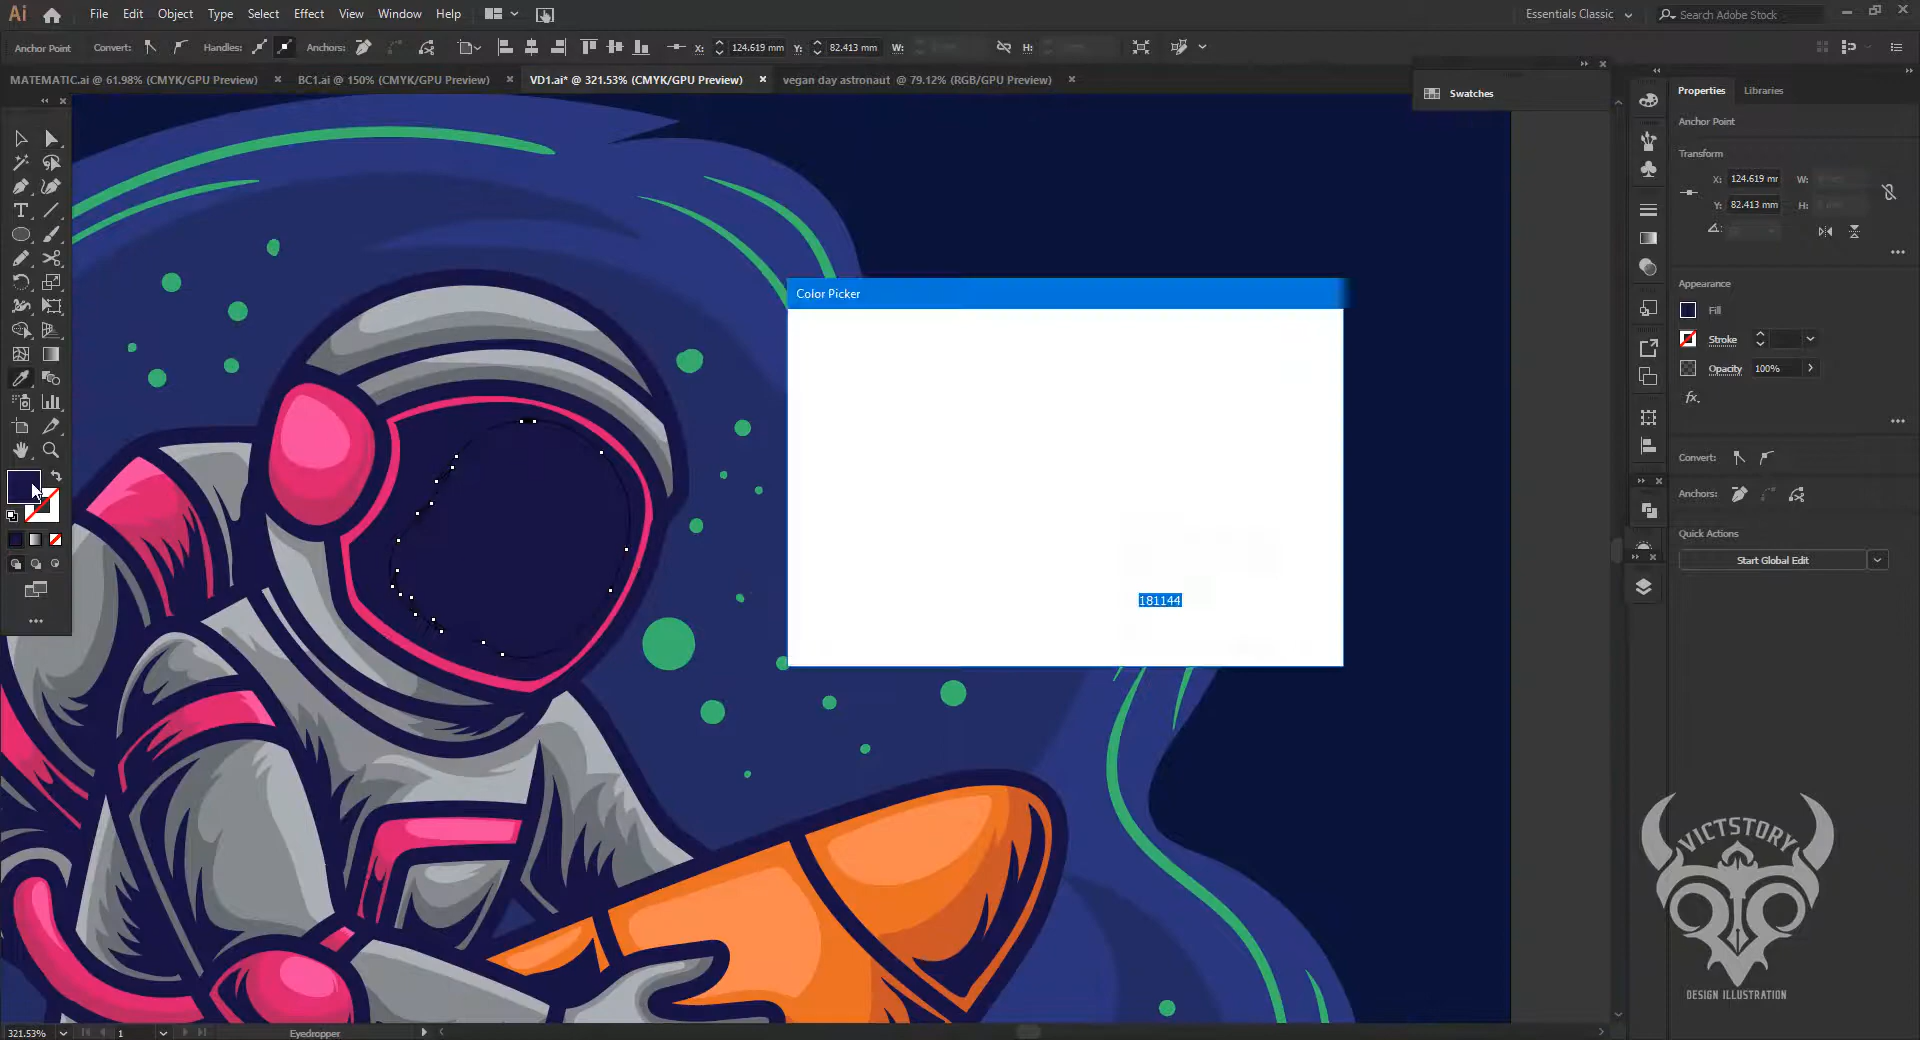 Ai File Edit Object Type Select Effect View Window Help Essentials Classic Search Adobe Stock
Anchor Point Convert: Handles: Anchors: X: 124.619 mm Y: 82.413 mm W: H:
MATEMATIC.ai @ 61.98% (CMYK/GPU Preview) BC1.ai @ 150% (CMYK/GPU Preview) VD1.ai* @ 321.53% (CMYK/GPU Preview) vegan day astronaut @ 79.12% (RGB/GPU Preview)
Swatches
Properties Libraries
Anchor Point
Transform
X: 124.619 mm W:
Y: 82.413 mm H:
Appearance
Fill
Stroke
Opacity 100%
fx.
Convert:
Anchors:
Quick Actions
Start Global Edit
Color Picker
181144
VICTSTORY
DESIGN ILLUSTRATION
321.53% 1 Eyedropper